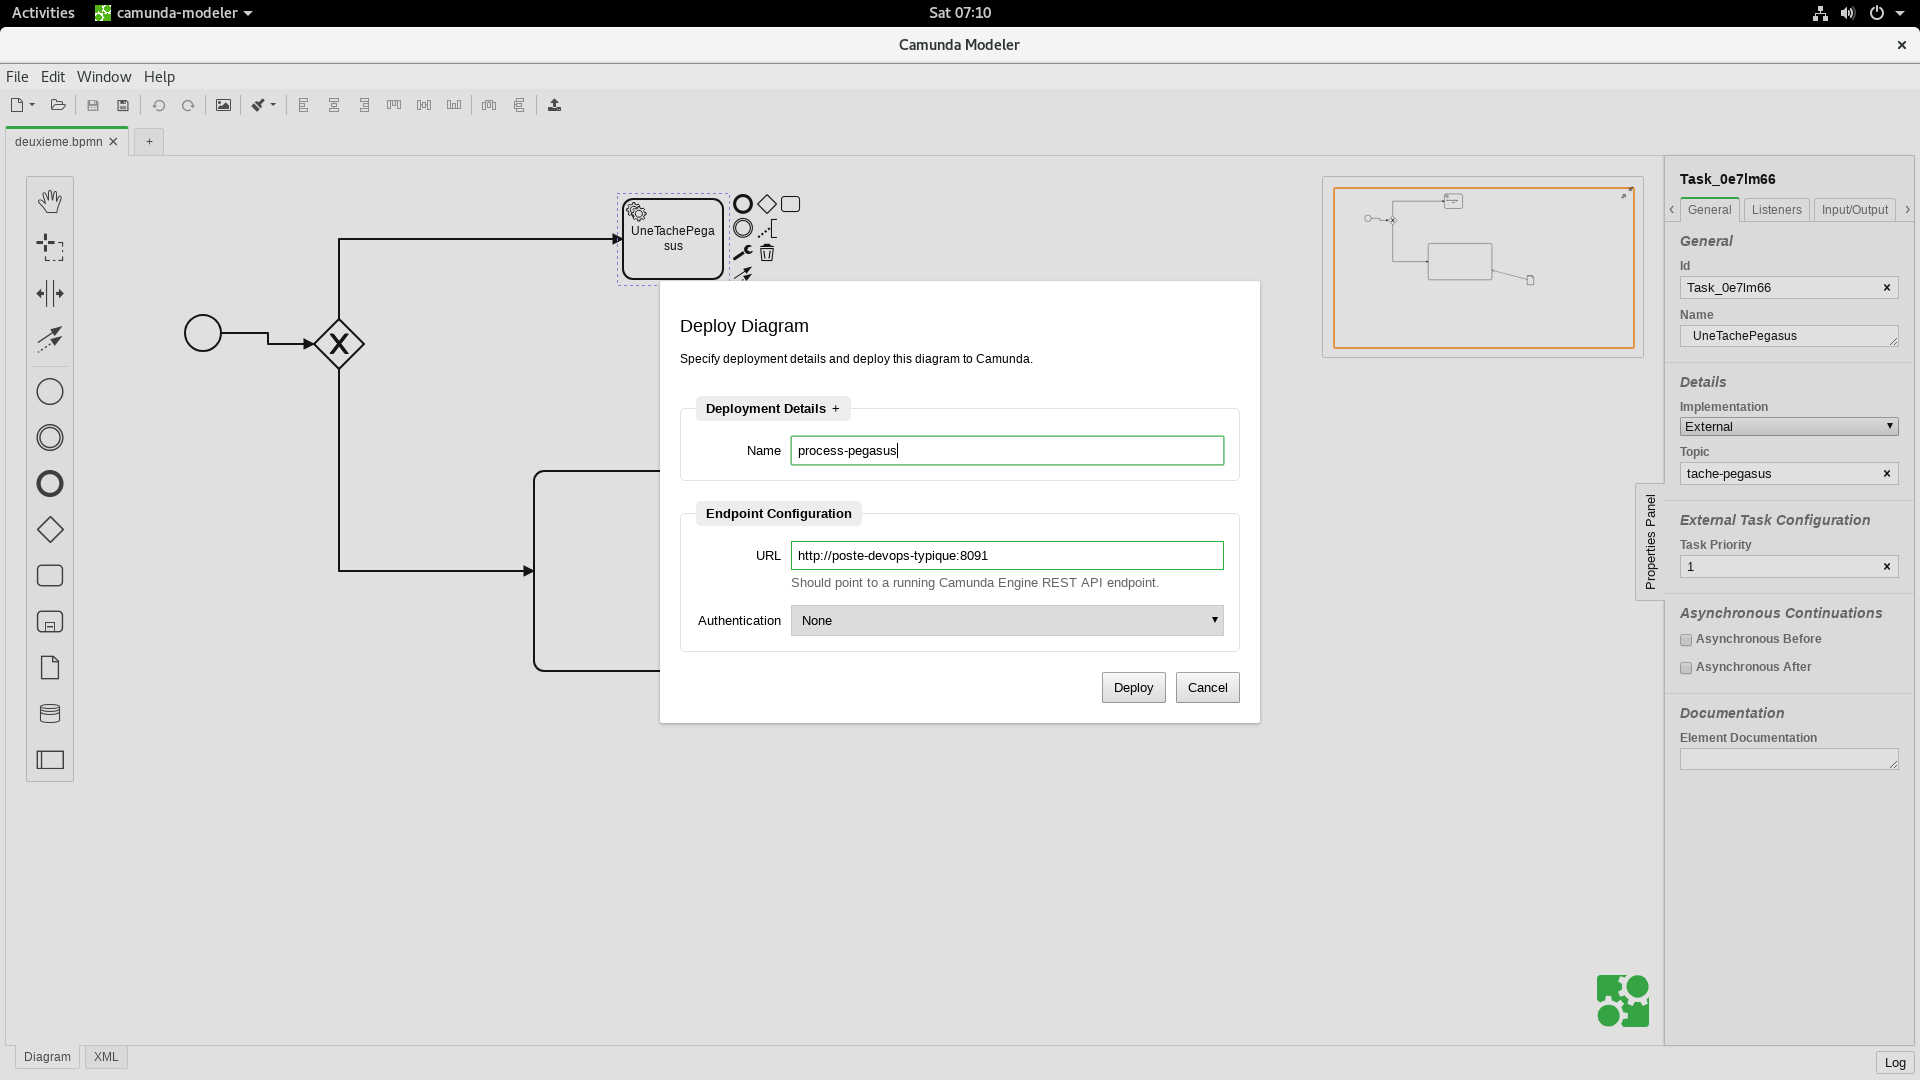 Activities
camunda-modeler
Sat 07:10
Camunda Modeler
File Edit Window Help
deuxieme.bpmn
+
UneTachePega
sus
X
Deploy Diagram
Specify deployment details and deploy this diagram to Camunda.
Deployment Details +
Name process-pegasus
Endpoint Configuration
URL http://poste-devops-typique:8091
Should point to a running Camunda Engine REST API endpoint.
Authentication None
Deploy Cancel
Properties Panel
Task_0e7lm66
General Listeners Input/Output
General
Id
Task_0e7lm66
Name
UneTachePegasus
Details
Implementation
External
Topic
tache-pegasus
External Task Configuration
Task Priority
1
Asynchronous Continuations
Asynchronous Before
Asynchronous After
Documentation
Element Documentation
Diagram XML
Log